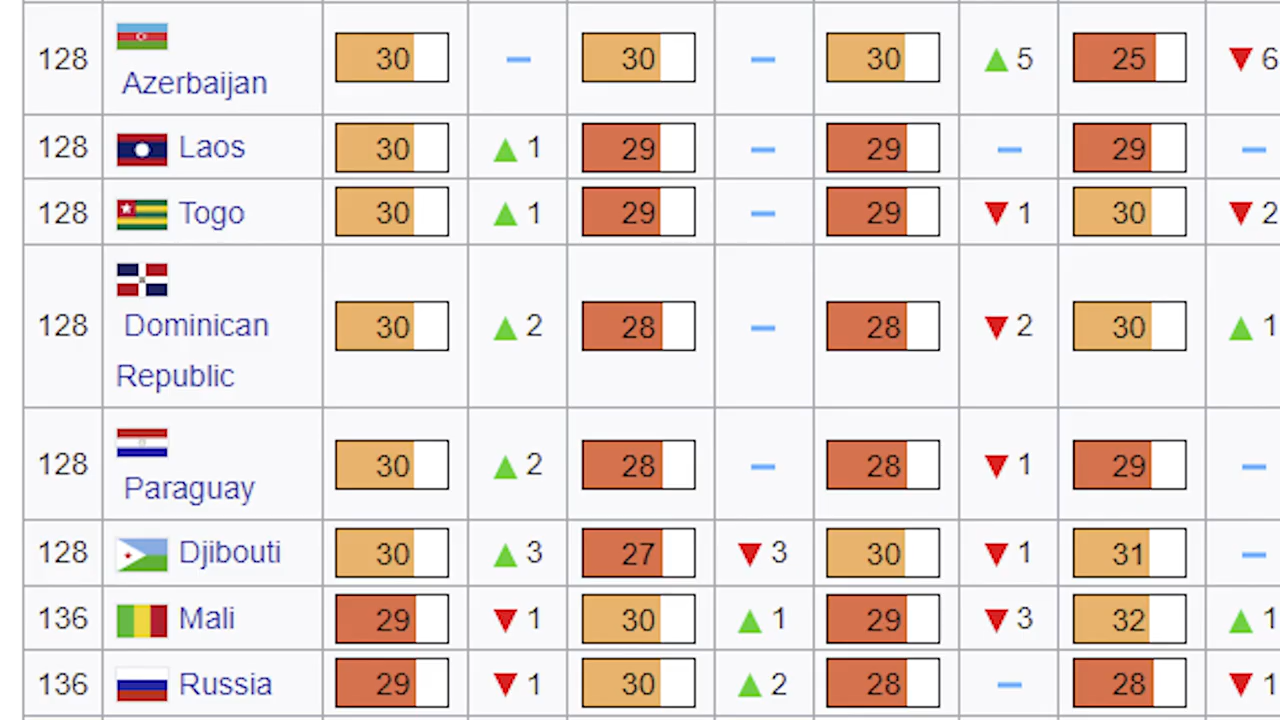 128 Azerbaijan 30 – 30 – 30 ▲ 5 25 ▼ 6
128 Laos 30 ▲ 1 29 – 29 – 29 –
128 Togo 30 ▲ 1 29 – 29 ▼ 1 30 ▼ 2
128 Dominican
Republic 30 ▲ 2 28 – 28 ▼ 2 30 ▲ 1
128 Paraguay 30 ▲ 2 28 – 28 ▼ 1 29 –
128 Djibouti 30 ▲ 3 27 ▼ 3 30 ▼ 1 31 –
136 Mali 29 ▼ 1 30 ▲ 1 29 ▼ 3 32 ▲ 1
136 Russia 29 ▼ 1 30 ▲ 2 28 – 28 ▼ 1